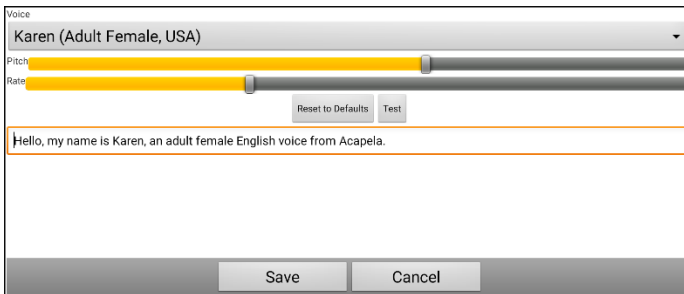 Voice
Karen (Adult Female, USA)
Pitch
Rate
Reset to Defaults Test
Hello, my name is Karen, an adult female English voice from Acapela.
Save Cancel